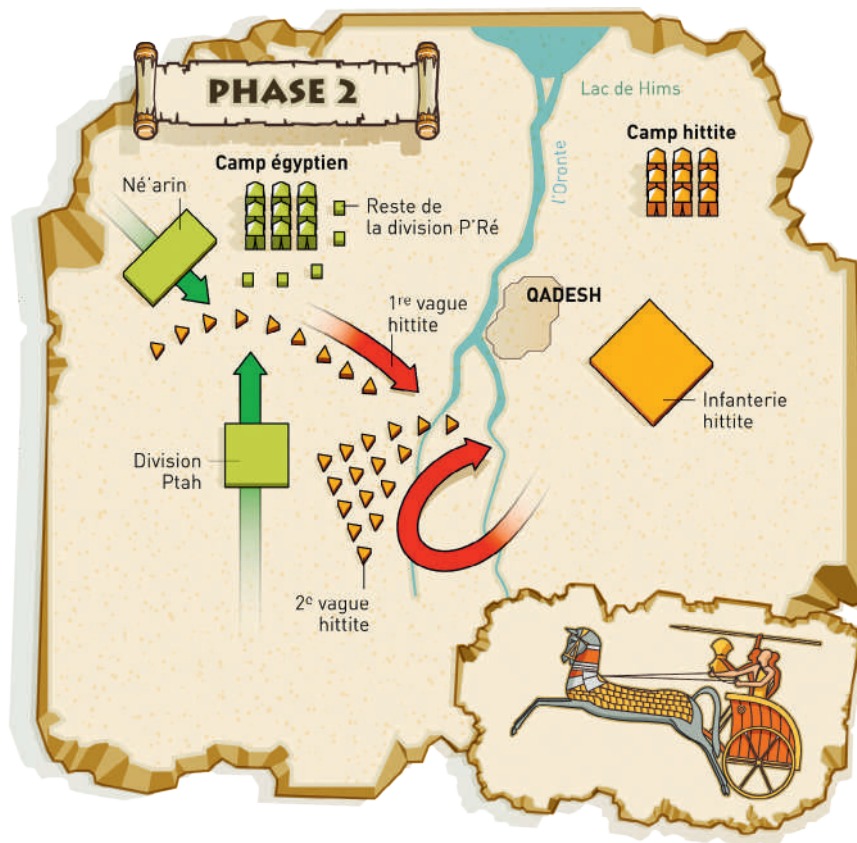 PHASE 2
Lac de Hims
Camp hittite
Camp égyptien
Né'arin
Reste de
la division P'Ré
l'Oronte
1re vague
hittite
QADESH
Infanterie
hittite
Division
Ptah
2e vague
hittite